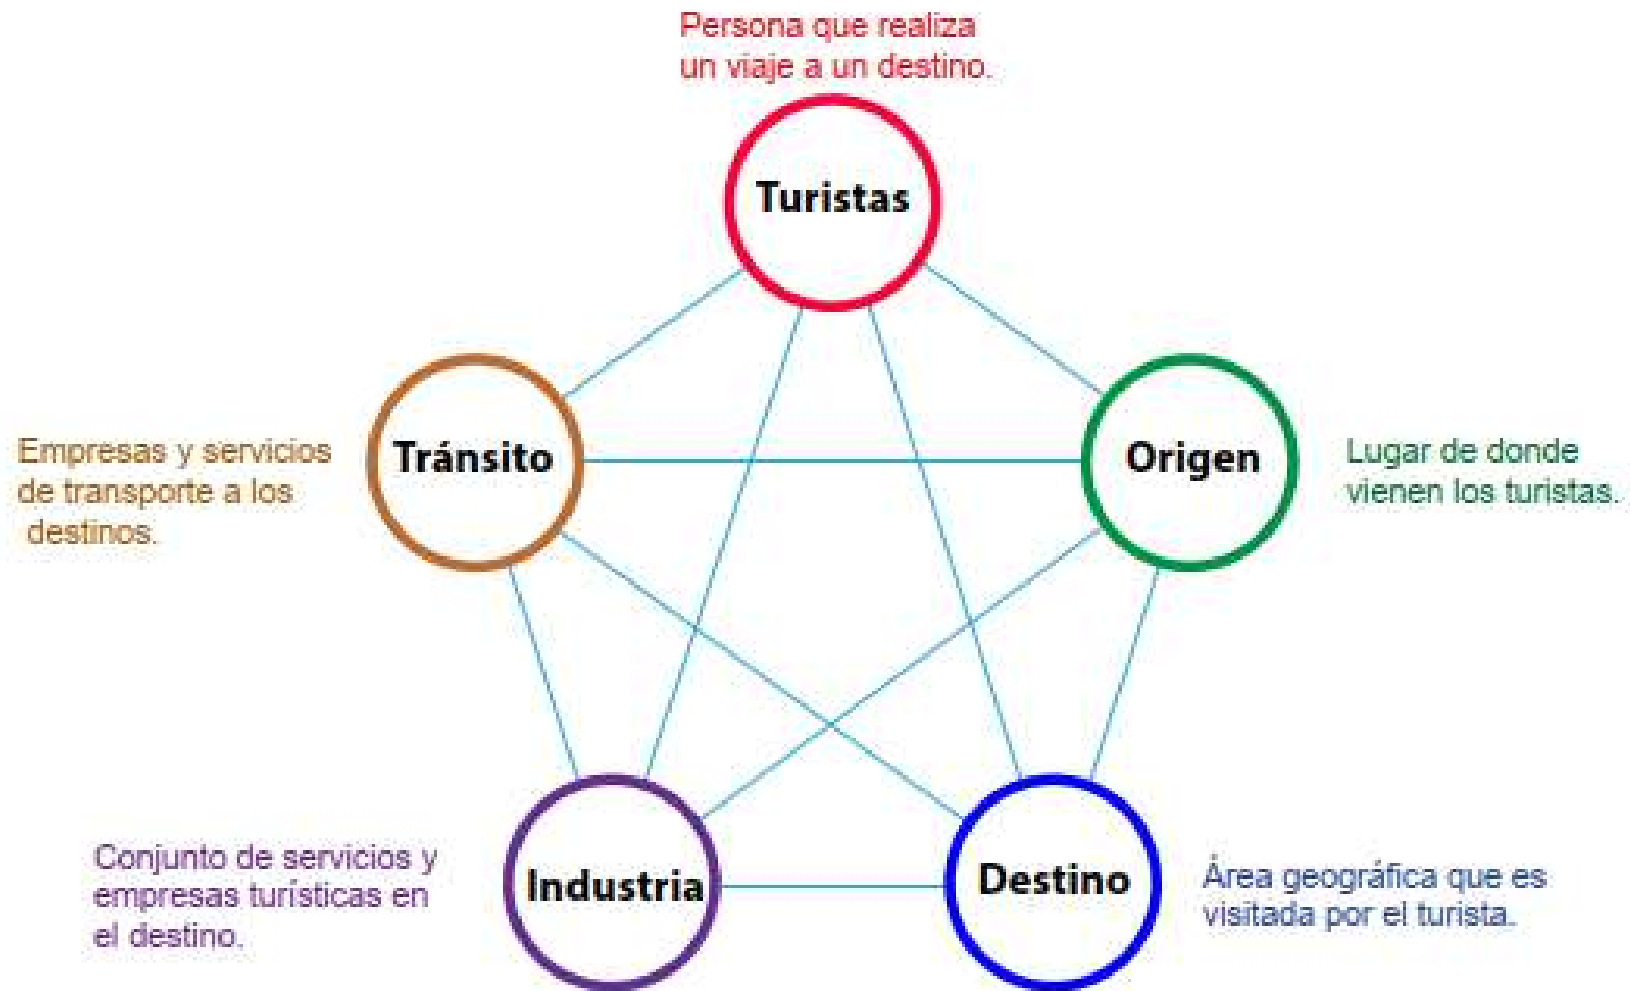 Persona que realiza
un viaje a un destino.
Turistas
Empresas y servicios
de transporte a los
destinos.
Tránsito
Origen
Lugar de donde
vienen los turistas.
Conjunto de servicios y
empresas turísticas en
el destino.
Industria
Destino
Área geográfica que es
visitada por el turista.